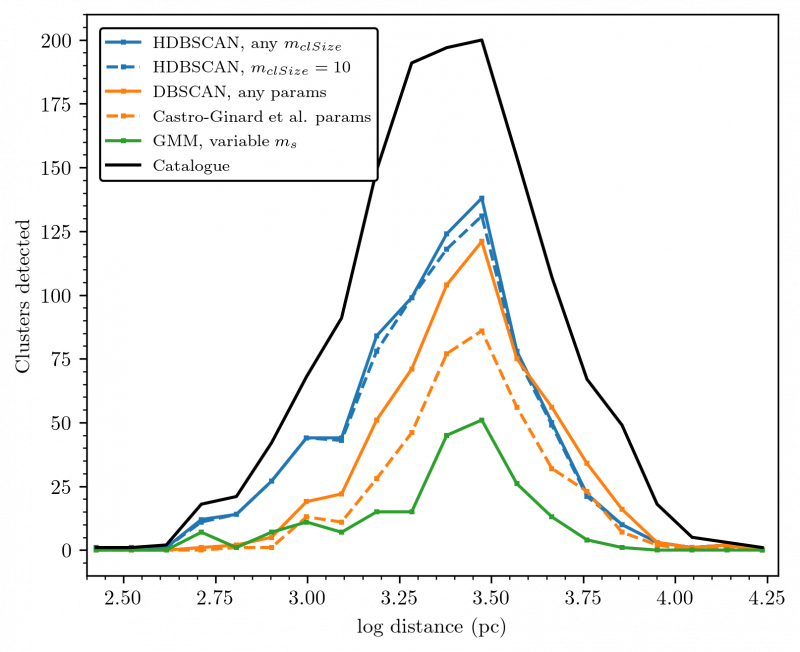 HDBSCAN, any m_clSize
HDBSCAN, m_clSize = 10
DBSCAN, any params
Castro-Ginard et al. params
GMM, variable m_s
Catalogue
Clusters detected
200
175
150
125
100
75
50
25
0
2.50 2.75 3.00 3.25 3.50 3.75 4.00 4.25
log distance (pc)